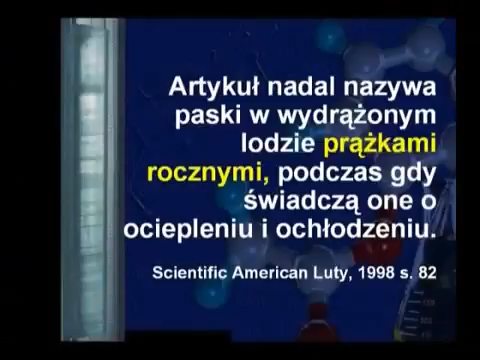 Artykuł nadal nazywa
paski w wydrążonym
lodzie prążkami
rocznymi, podczas gdy
świadczą one o
ociepleniu i ochłodzeniu.
Scientific American Luty, 1998 s. 82